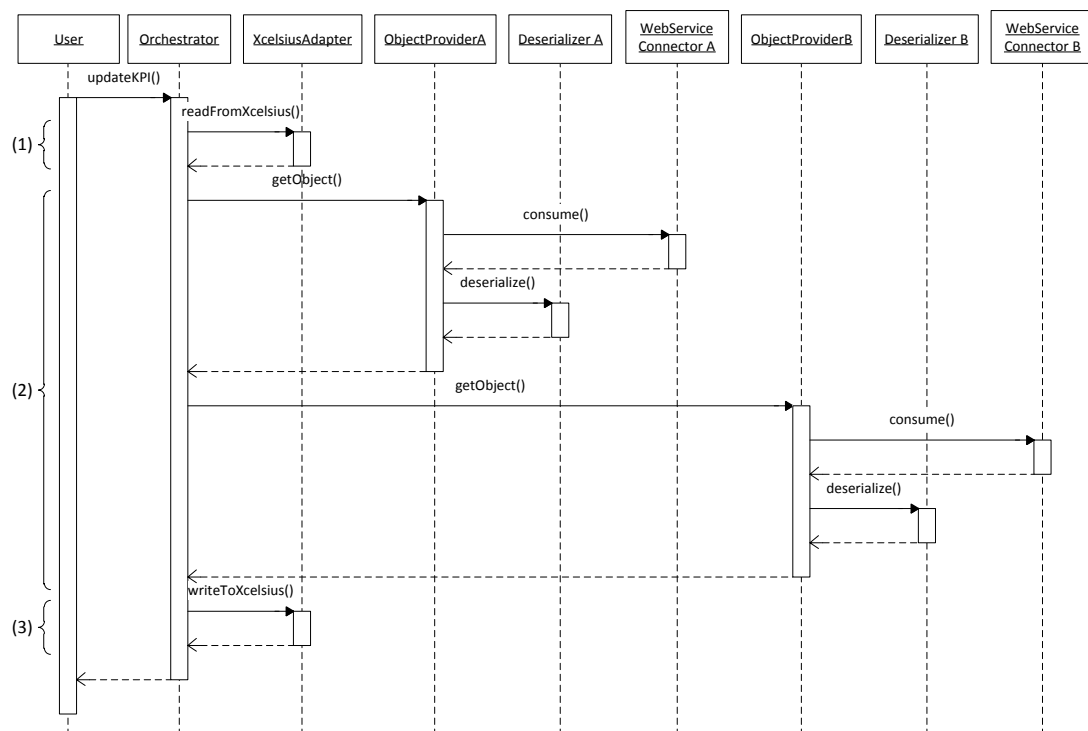 User
Orchestrator
XcelsiusAdapter
ObjectProviderA
Deserializer A
WebService
Connector A
ObjectProviderB
Deserializer B
WebService
Connector B
updateKPI()
readFromXcelsius()
(1)
getObject()
consume()
deserialize()
(2)
getObject()
consume()
deserialize()
writeToXcelsius()
(3)